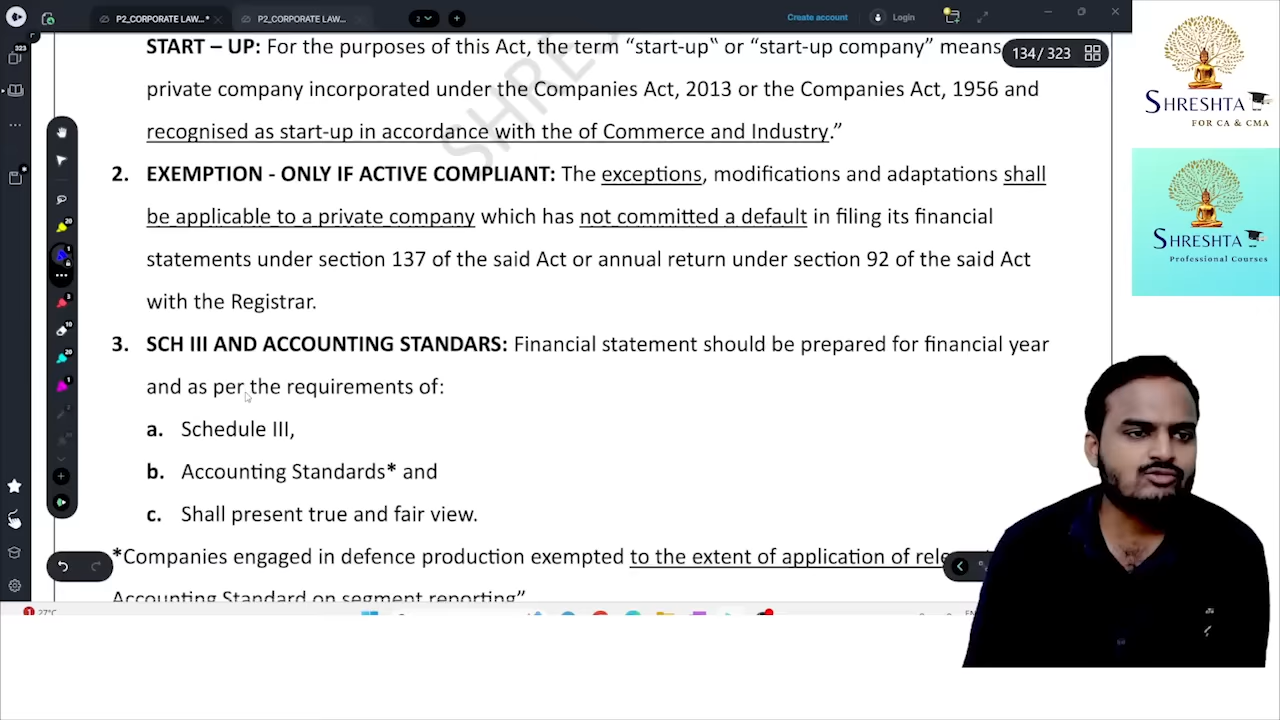 P2_CORPORATE LAW...*
P2_CORPORATE LAW...
2
Create account
Login
323
START – UP: For the purposes of this Act, the term “start-up‟ or “start-up company” means
134/ 323
private company incorporated under the Companies Act, 2013 or the Companies Act, 1956 and
recognised as start-up in accordance with the of Commerce and Industry.”
2. EXEMPTION - ONLY IF ACTIVE COMPLIANT: The exceptions, modifications and adaptations shall
be applicable to a private company which has not committed a default in filing its financial
statements under section 137 of the said Act or annual return under section 92 of the said Act
with the Registrar.
3. SCH III AND ACCOUNTING STANDARS: Financial statement should be prepared for financial year
and as per the requirements of:
a. Schedule III,
b. Accounting Standards* and
c. Shall present true and fair view.
*Companies engaged in defence production exempted to the extent of application of rele
Accounting Standard on segment reporting”
27°C
SHRE
SHRESHTA
FOR CA & CMA
SHRESHTA
Professional Courses